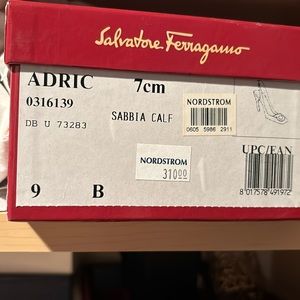 Salvatore Ferragamo
ADRIC 7cm
0316139
SABBIA CALF
NORDSTROM
0605 5986 2911
DB U 73283
UPC/EAN
NORDSTROM
310.00
9 B
8 017578 491972